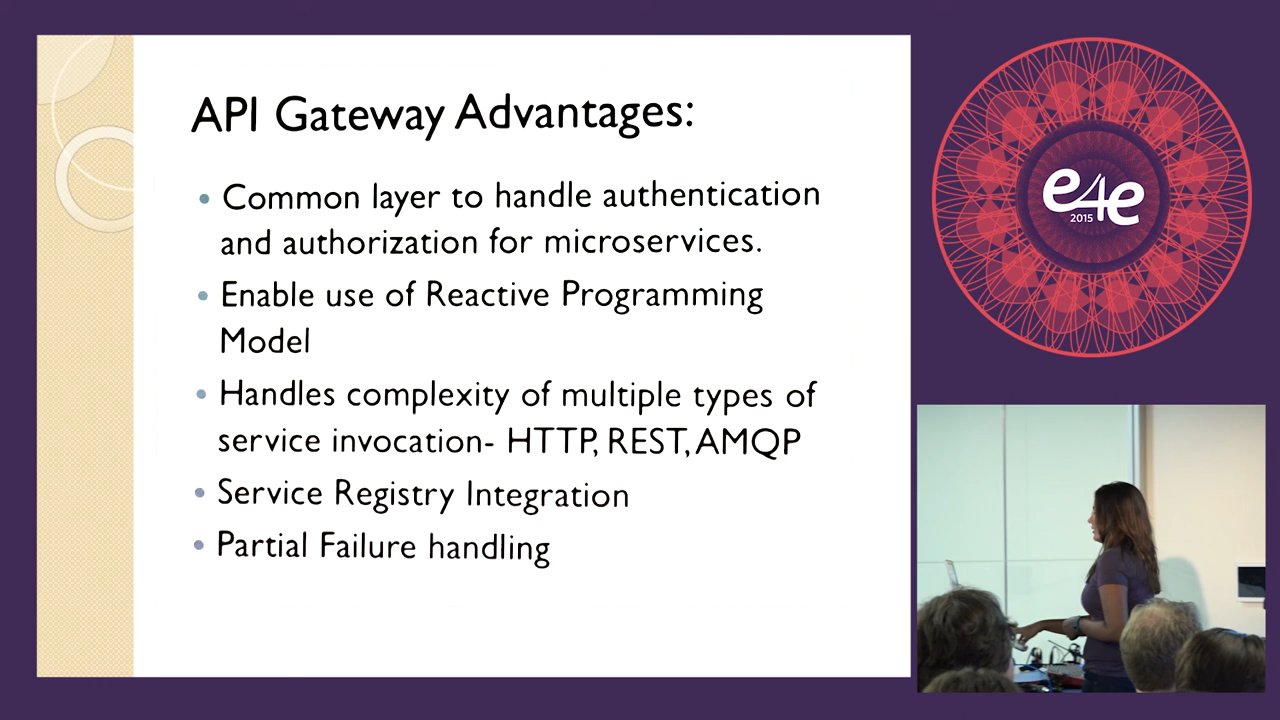 API Gateway Advantages:
• Common layer to handle authentication
and authorization for microservices.
• Enable use of Reactive Programming
Model
• Handles complexity of multiple types of
service invocation- HTTP, REST, AMQP
• Service Registry Integration
• Partial Failure handling
e4e
2015